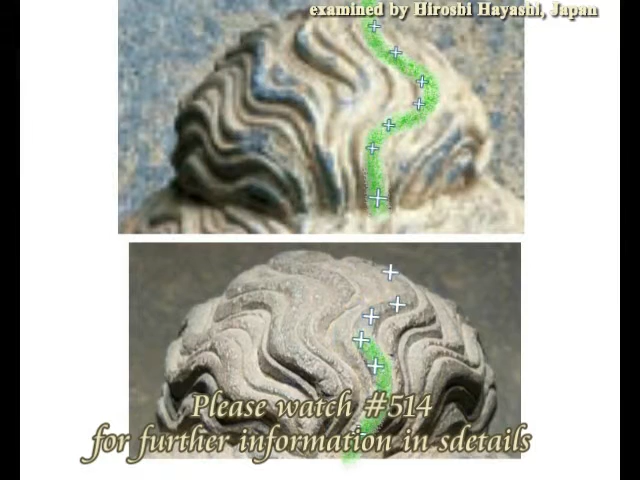 examined by Hiroshi Hayashi, Japan
Please watch #514
for further information in sdetails